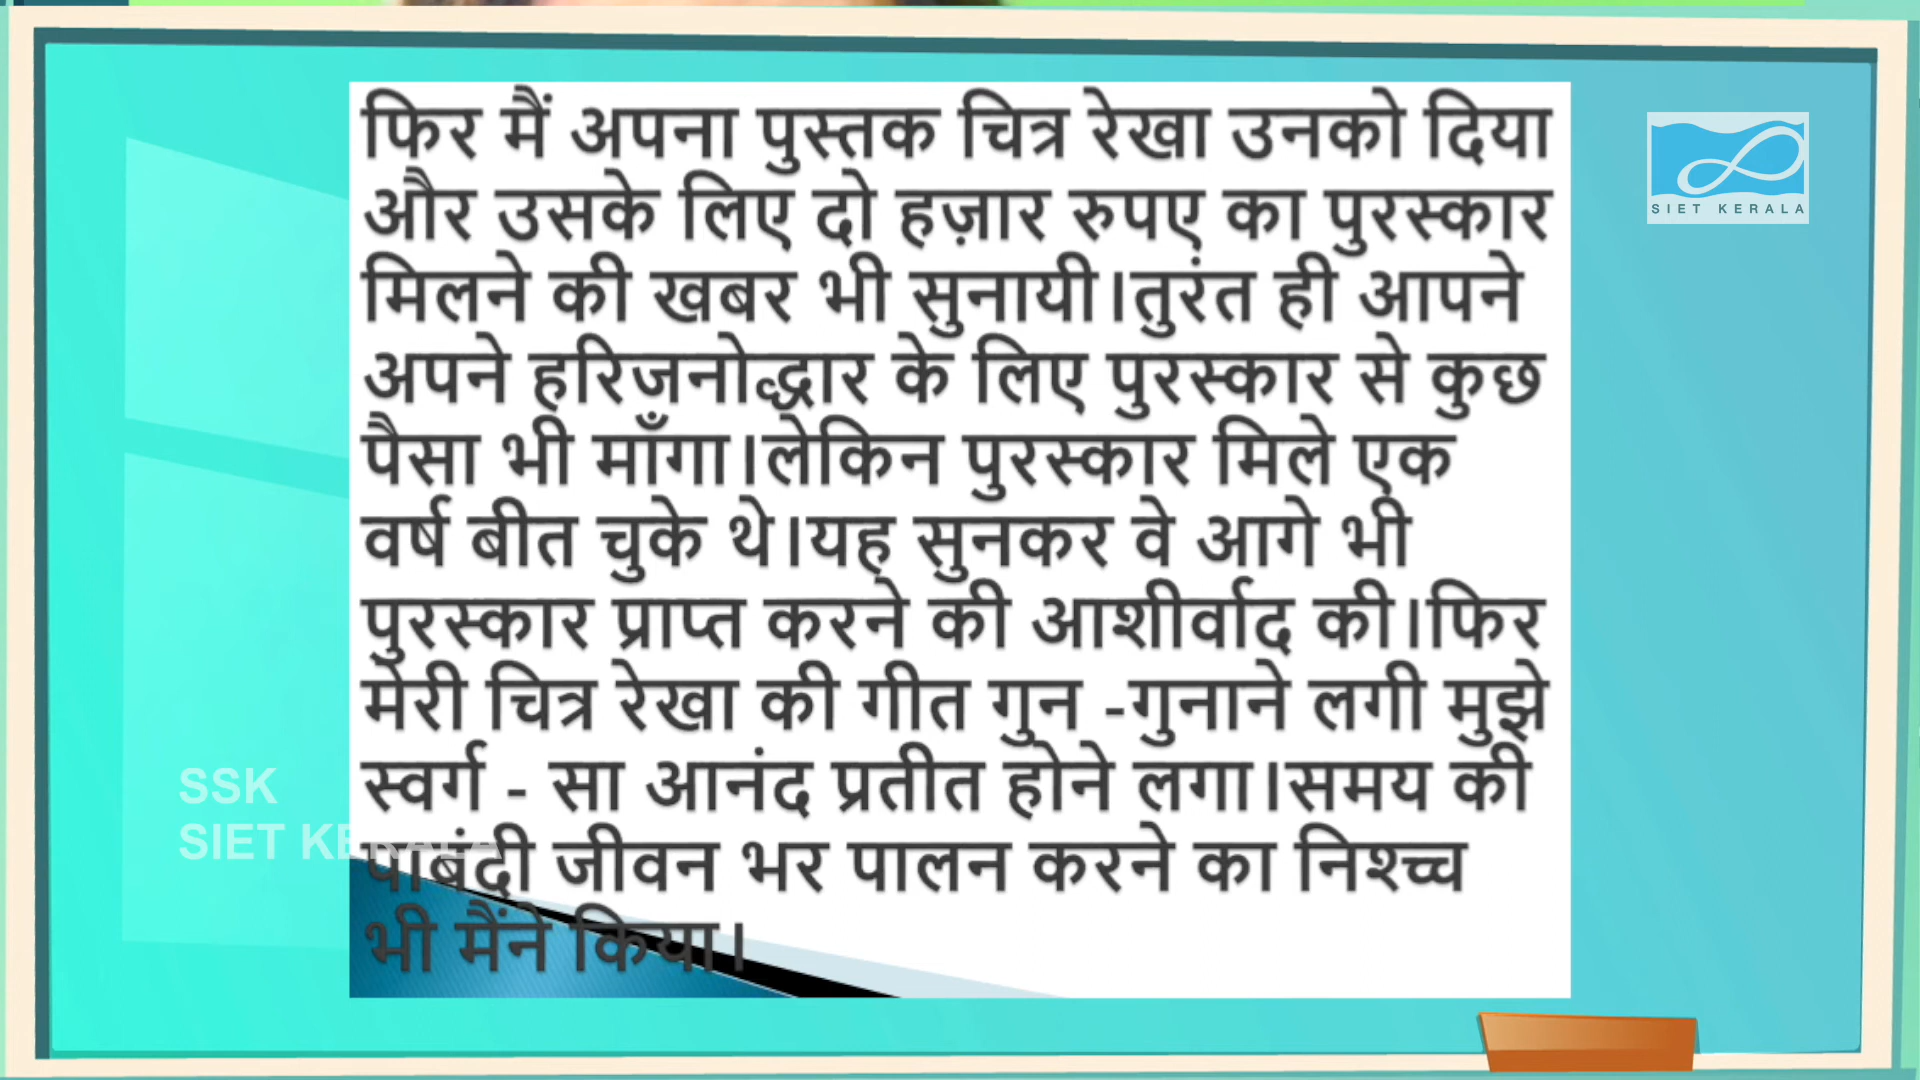 फिर मैं अपना पुस्तक चित्र रेखा उनको दिया
और उसके लिए दो हज़ार रुपए का पुरस्कार
मिलने की खबर भी सुनायी।तुरंत ही आपने
अपने हरिजनोद्धार के लिए पुरस्कार से कुछ
पैसा भी माँगा।लेकिन पुरस्कार मिले एक
वर्ष बीत चुके थे।यह सुनकर वे आगे भी
पुरस्कार प्राप्त करने की आशीर्वाद की।फिर
मेरी चित्र रेखा की गीत गुन -गुनाने लगी मुझे
स्वर्ग - सा आनंद प्रतीत होने लगा।समय की
पाबंदी जीवन भर पालन करने का निश्च्च
भी मैंने किया।
SIET KERALA
SSK
SIET KERALA